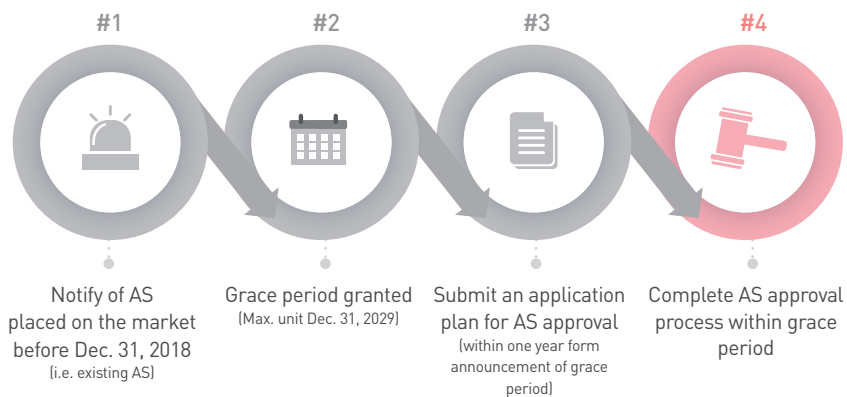 #1
Notify of AS
placed on the market
before Dec. 31, 2018
(i.e. existing AS)
#2
Grace period granted
(Max. unit Dec. 31, 2029)
#3
Submit an application
plan for AS approval
(within one year form
announcement of grace
period)
#4
Complete AS approval
process within grace
period